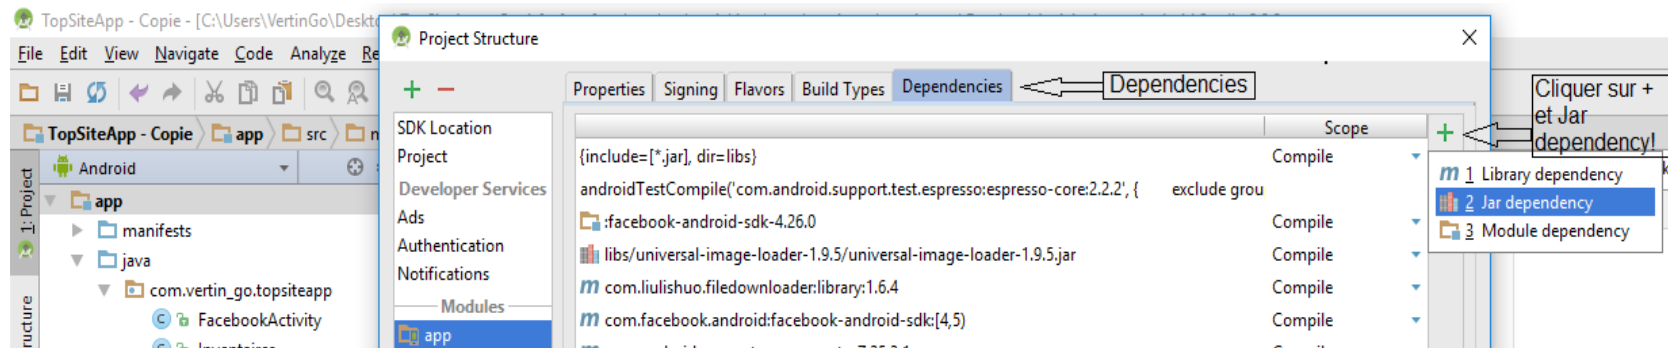 TopSiteApp - Copie - [C:\Users\VertinGo\Deskto
File Edit View Navigate Code Analyze Re
TopSiteApp - Copie app src
1: Project
Android
app
manifests
java
com.vertin_go.topsiteapp
FacebookActivity
Project Structure
SDK Location
Project
Developer Services
Ads
Authentication
Notifications
Modules
app
Properties Signing Flavors Build Types Dependencies
Dependencies
Scope
{include=[*.jar], dir=libs} Compile
androidTestCompile('com.android.support.test.espresso:espresso-core:2.2.2', { exclude grou
:facebook-android-sdk-4.26.0 Compile
libs/universal-image-loader-1.9.5/universal-image-loader-1.9.5.jar Compile
m com.liulishuo.filedownloader:library:1.6.4 Compile
m com.facebook.android:facebook-android-sdk:[4,5) Compile
Cliquer sur +
et Jar
dependency!
m 1 Library dependency
2 Jar dependency
3 Module dependency